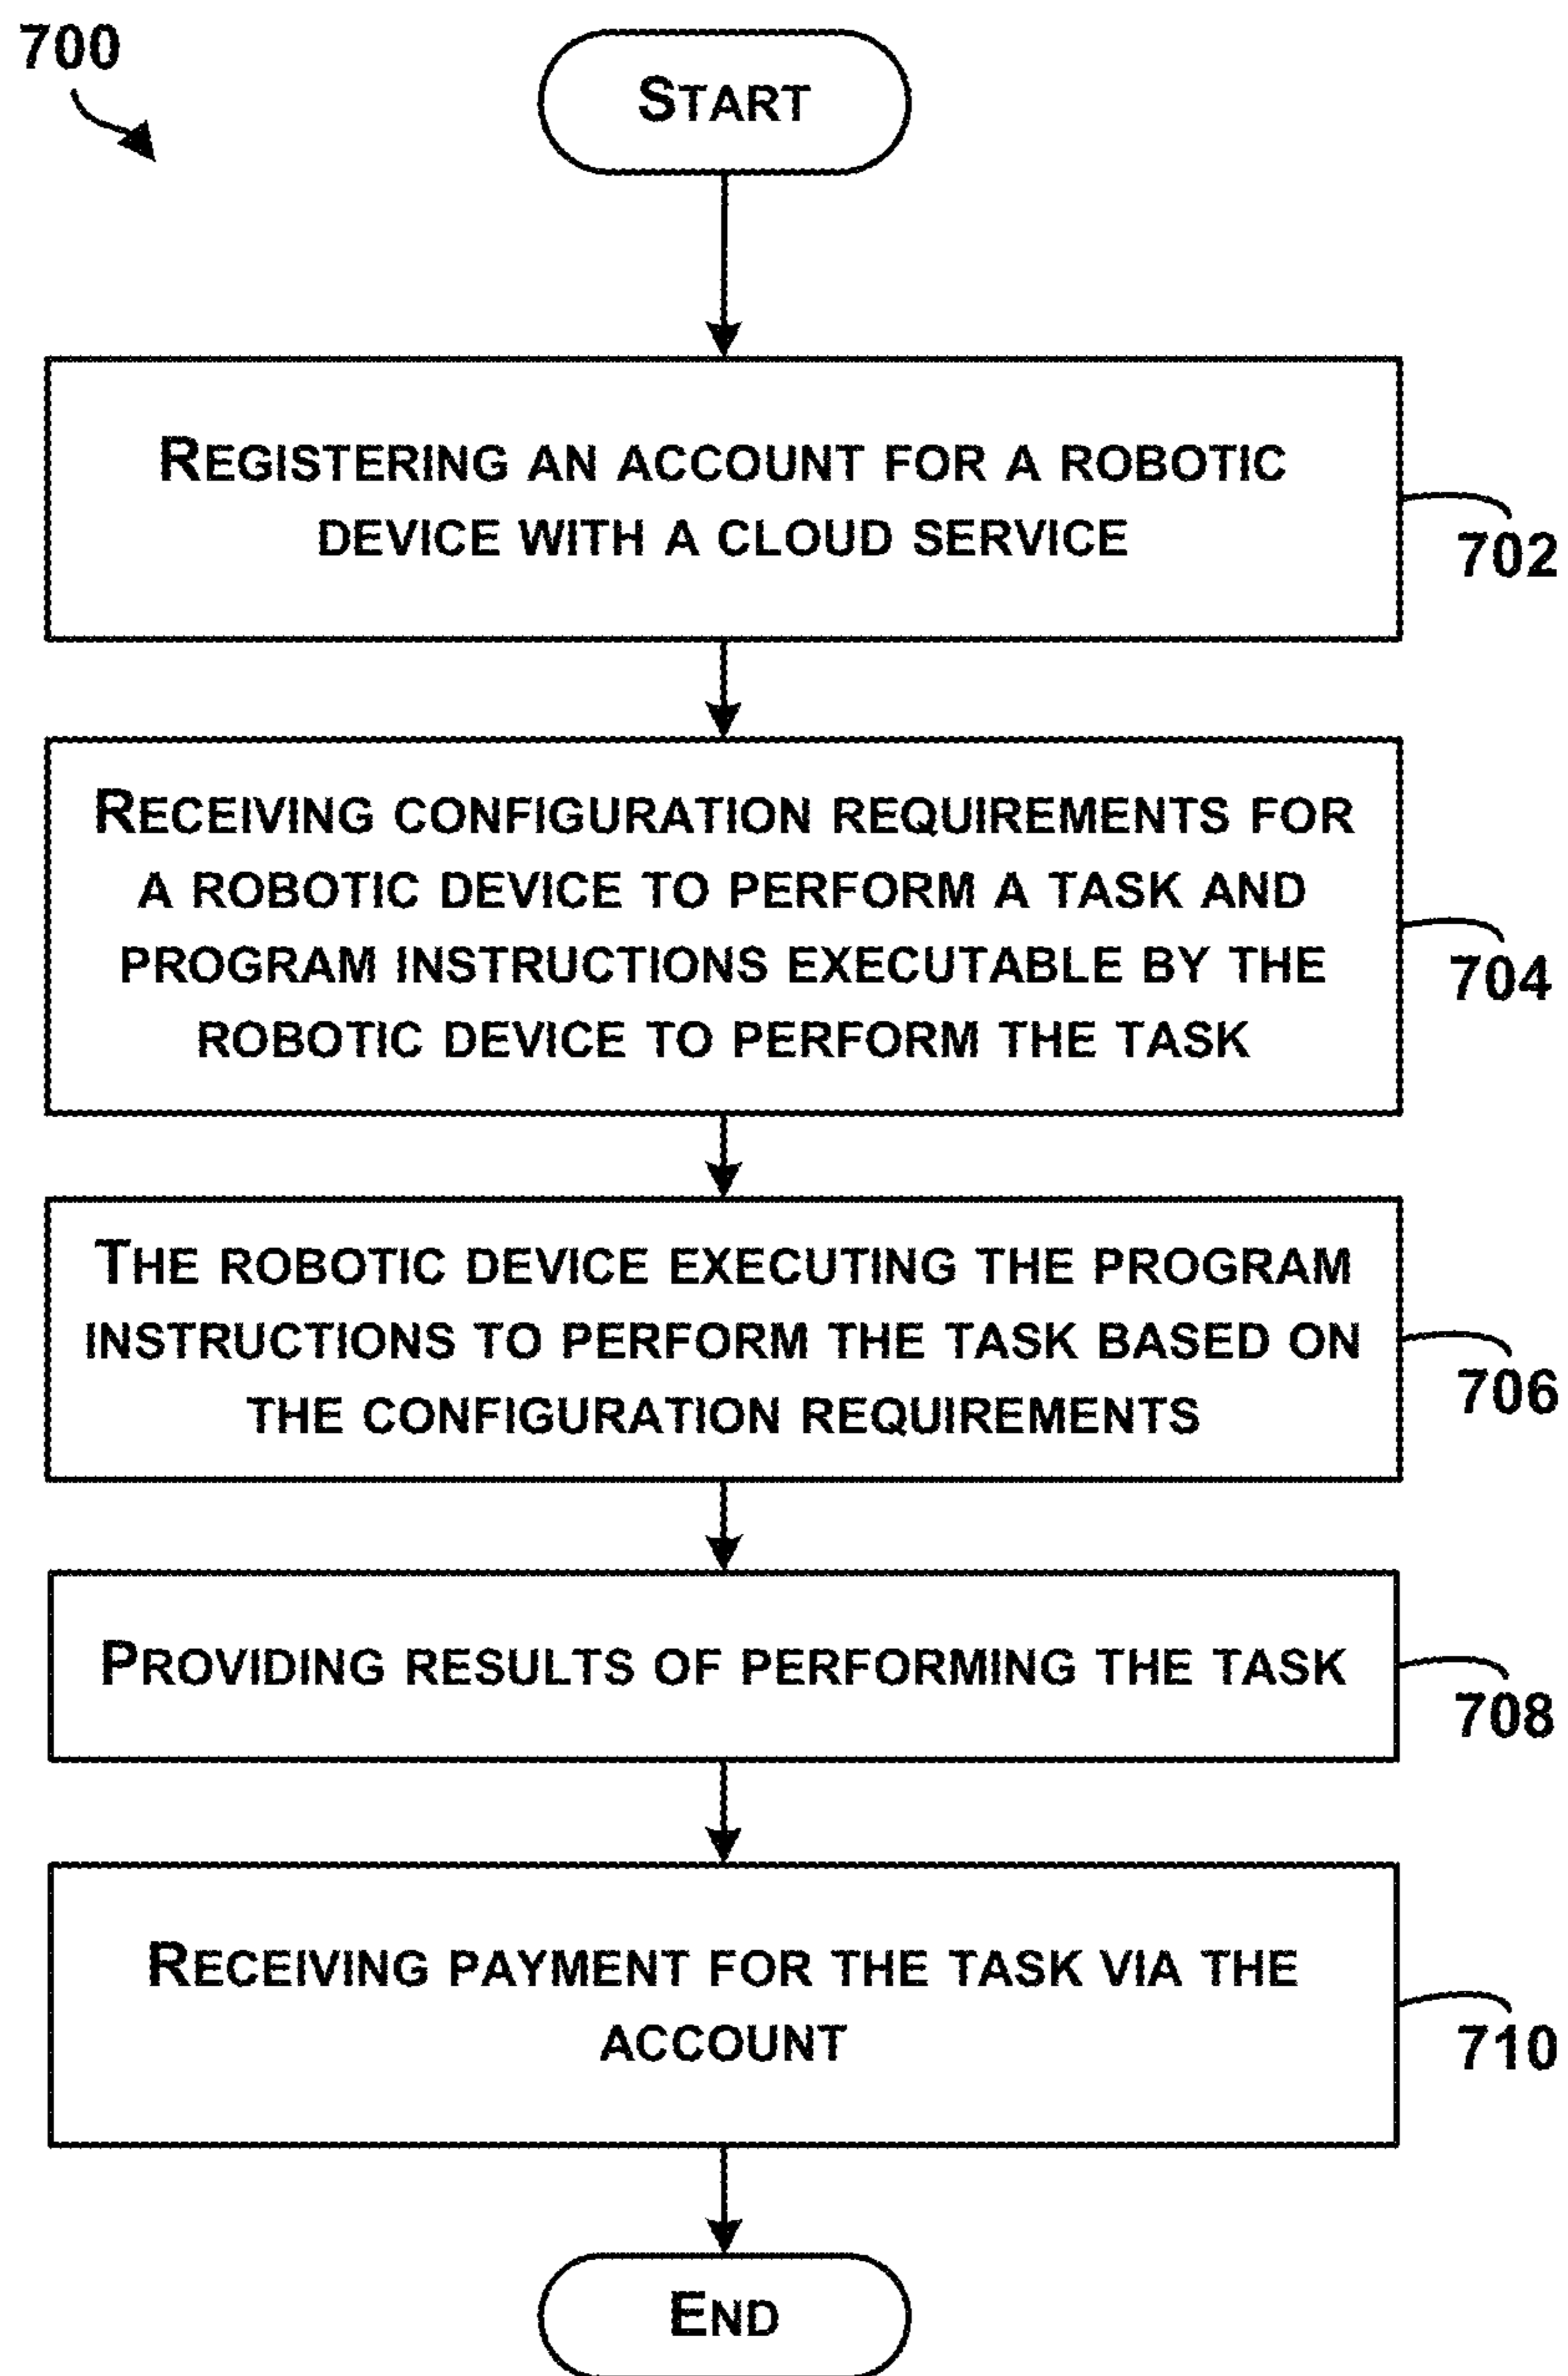 700
START
REGISTERING AN ACCOUNT FOR A ROBOTIC
DEVICE WITH A CLOUD SERVICE
702
RECEIVING CONFIGURATION REQUIREMENTS FOR
A ROBOTIC DEVICE TO PERFORM A TASK AND
PROGRAM INSTRUCTIONS EXECUTABLE BY THE
ROBOTIC DEVICE TO PERFORM THE TASK
704
THE ROBOTIC DEVICE EXECUTING THE PROGRAM
INSTRUCTIONS TO PERFORM THE TASK BASED ON
THE CONFIGURATION REQUIREMENTS
706
PROVIDING RESULTS OF PERFORMING THE TASK
708
RECEIVING PAYMENT FOR THE TASK VIA THE
ACCOUNT
710
END